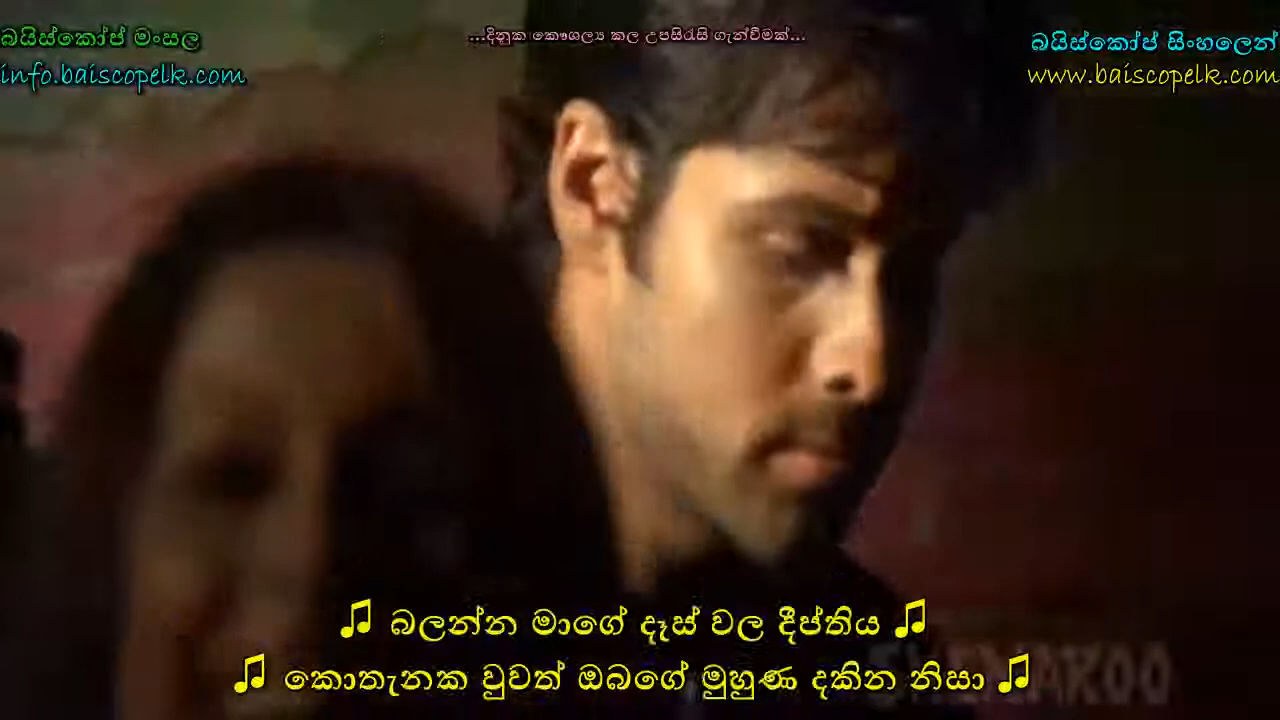 බයිස්කෝප් මංසල
info.baiscopelk.com
...දිනුක කෞශල්‍ය කල උපසිරැසි ගැන්වීමක්...
බයිස්කෝප් සිංහලෙන්
www.baiscopelk.com
♫ බලන්න මාගේ දෑස් වල දීප්තිය ♫
♫ කොතැනක වුවත් ඔබගේ මුහුණ දකින නිසා ♫